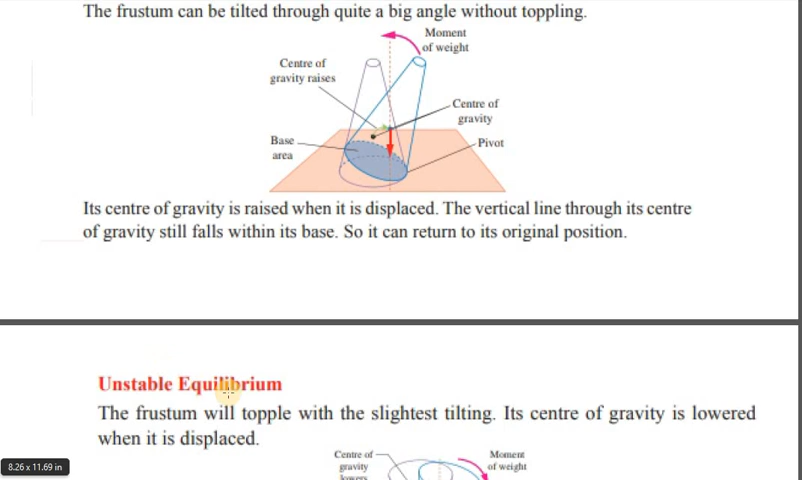 The frustum can be tilted through quite a big angle without toppling.
Moment
of weight
Centre of
gravity raises
Centre of
gravity
Base
area
Pivot
Its centre of gravity is raised when it is displaced. The vertical line through its centre
of gravity still falls within its base. So it can return to its original position.
Unstable Equilibrium
The frustum will topple with the slightest tilting. Its centre of gravity is lowered
when it is displaced.
Centre of
gravity
lowers
Moment
of weight
8.26 x 11.69 in